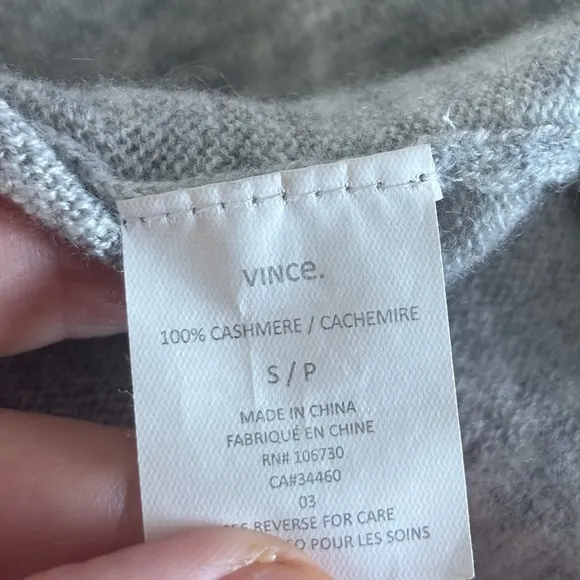 VINCe.
100% CASHMERE / CACHEMIRE
S / P
MADE IN CHINA
FABRIQUÉ EN CHINE
RN# 106730
CA#34460
03
REVERSE FOR CARE
POUR LES SOINS